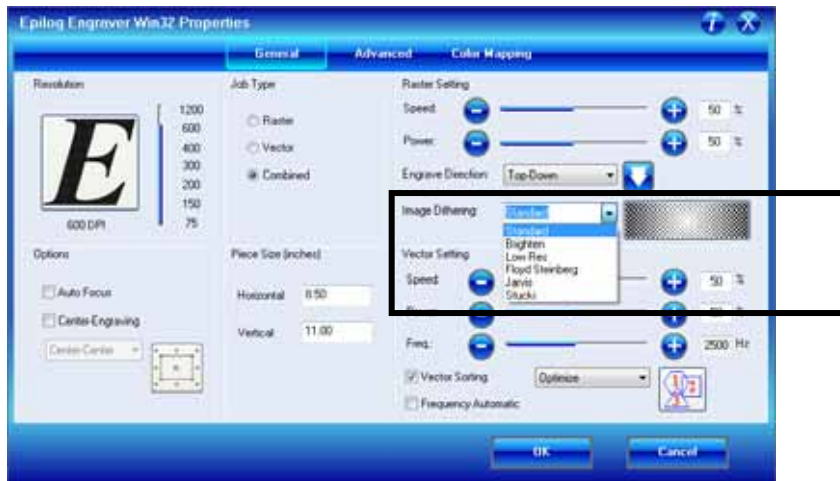 Epilog Engraver Win32 Properties
General Advanced Color Mapping
Resolution
E
1200
600
400
300
200
150
75
600 DPI
Job Type
Raster
Vector
Combined
Raster Setting
Speed: 50 %
Power: 50 %
Engrave Direction: Top-Down
Image Dithering: Standard
Standard
Brighten
Low Res
Floyd Steinberg
Jarvis
Stucki
Options
Auto Focus
Center-Engraving
Center-Center
Piece Size (inches)
Horizontal 8.50
Vertical 11.00
Vector Setting
Speed: 50 %
Freq.: 2500 Hz
Vector Sorting Optimize
Frequency Automatic
OK Cancel